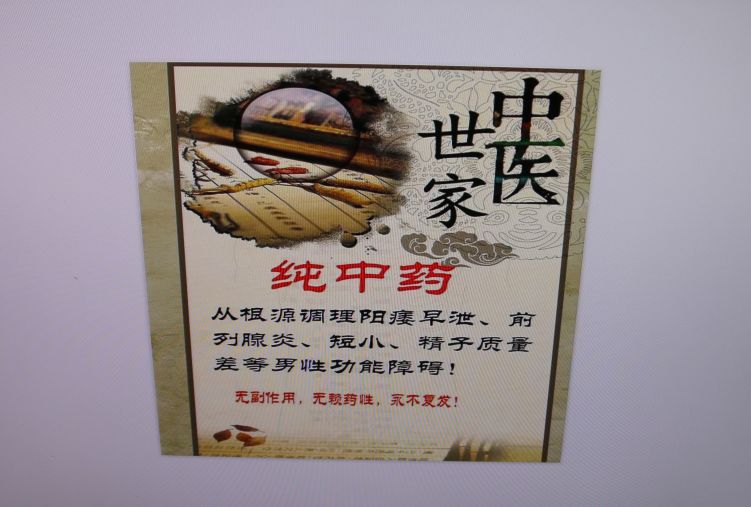 中医
世家
纯中药
从根源调理阳痿早泄、前
列腺炎、短小、精子质量
差等男性功能障碍！
无副作用，无赖药性，永不复发！